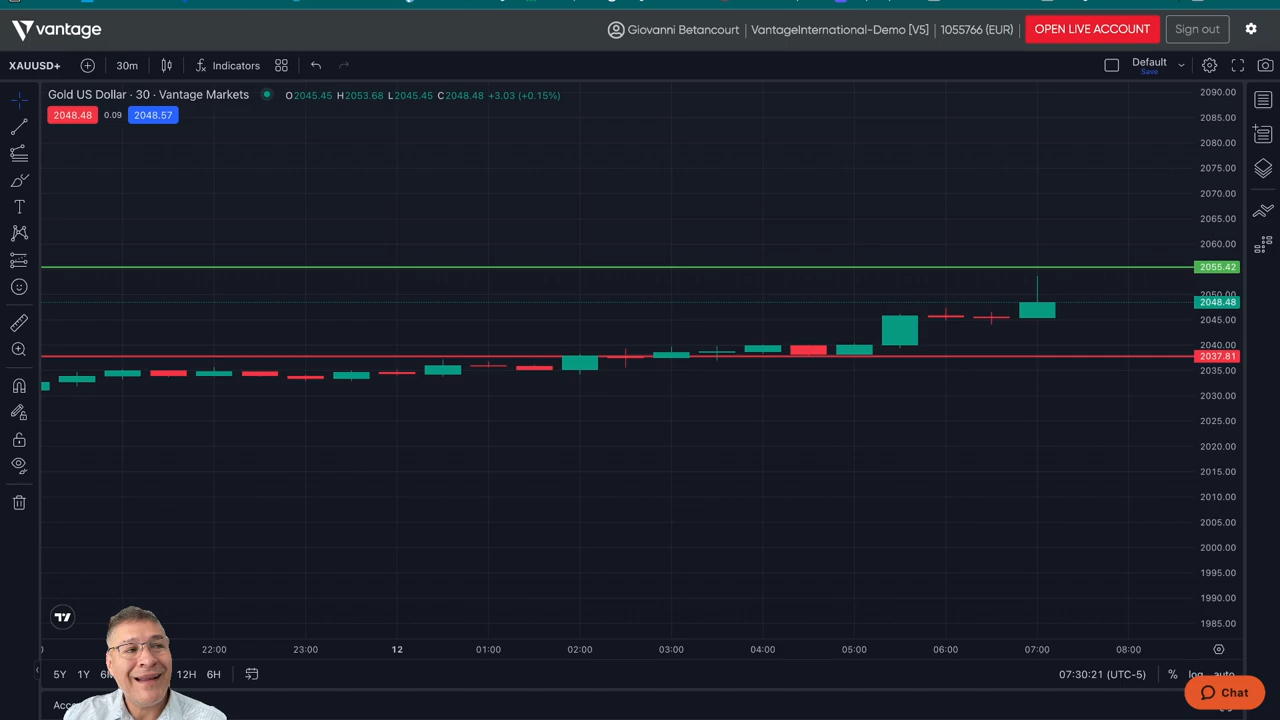 vantage
Giovanni Betancourt VantageInternational-Demo [V5] 1055766 (EUR) OPEN LIVE ACCOUNT Sign out
XAUUSD+ 30m Indicators Default
Save
Gold US Dollar · 30 · Vantage Markets O2045.45 H2053.68 L2045.45 C2048.48 +3.03 (+0.15%)
2048.48 0.09 2048.57
2090.00
2085.00
2080.00
2075.00
2070.00
2065.00
2060.00
2055.42
2050.00
2048.48
2045.00
2040.00
2037.81
2035.00
2030.00
2025.00
2020.00
2015.00
2010.00
2005.00
2000.00
1995.00
1990.00
1985.00
22:00 23:00 12 01:00 02:00 03:00 04:00 05:00 06:00 07:00 08:00
5Y 1Y 12H 6H 07:30:21 (UTC-5) % log auto
Chat